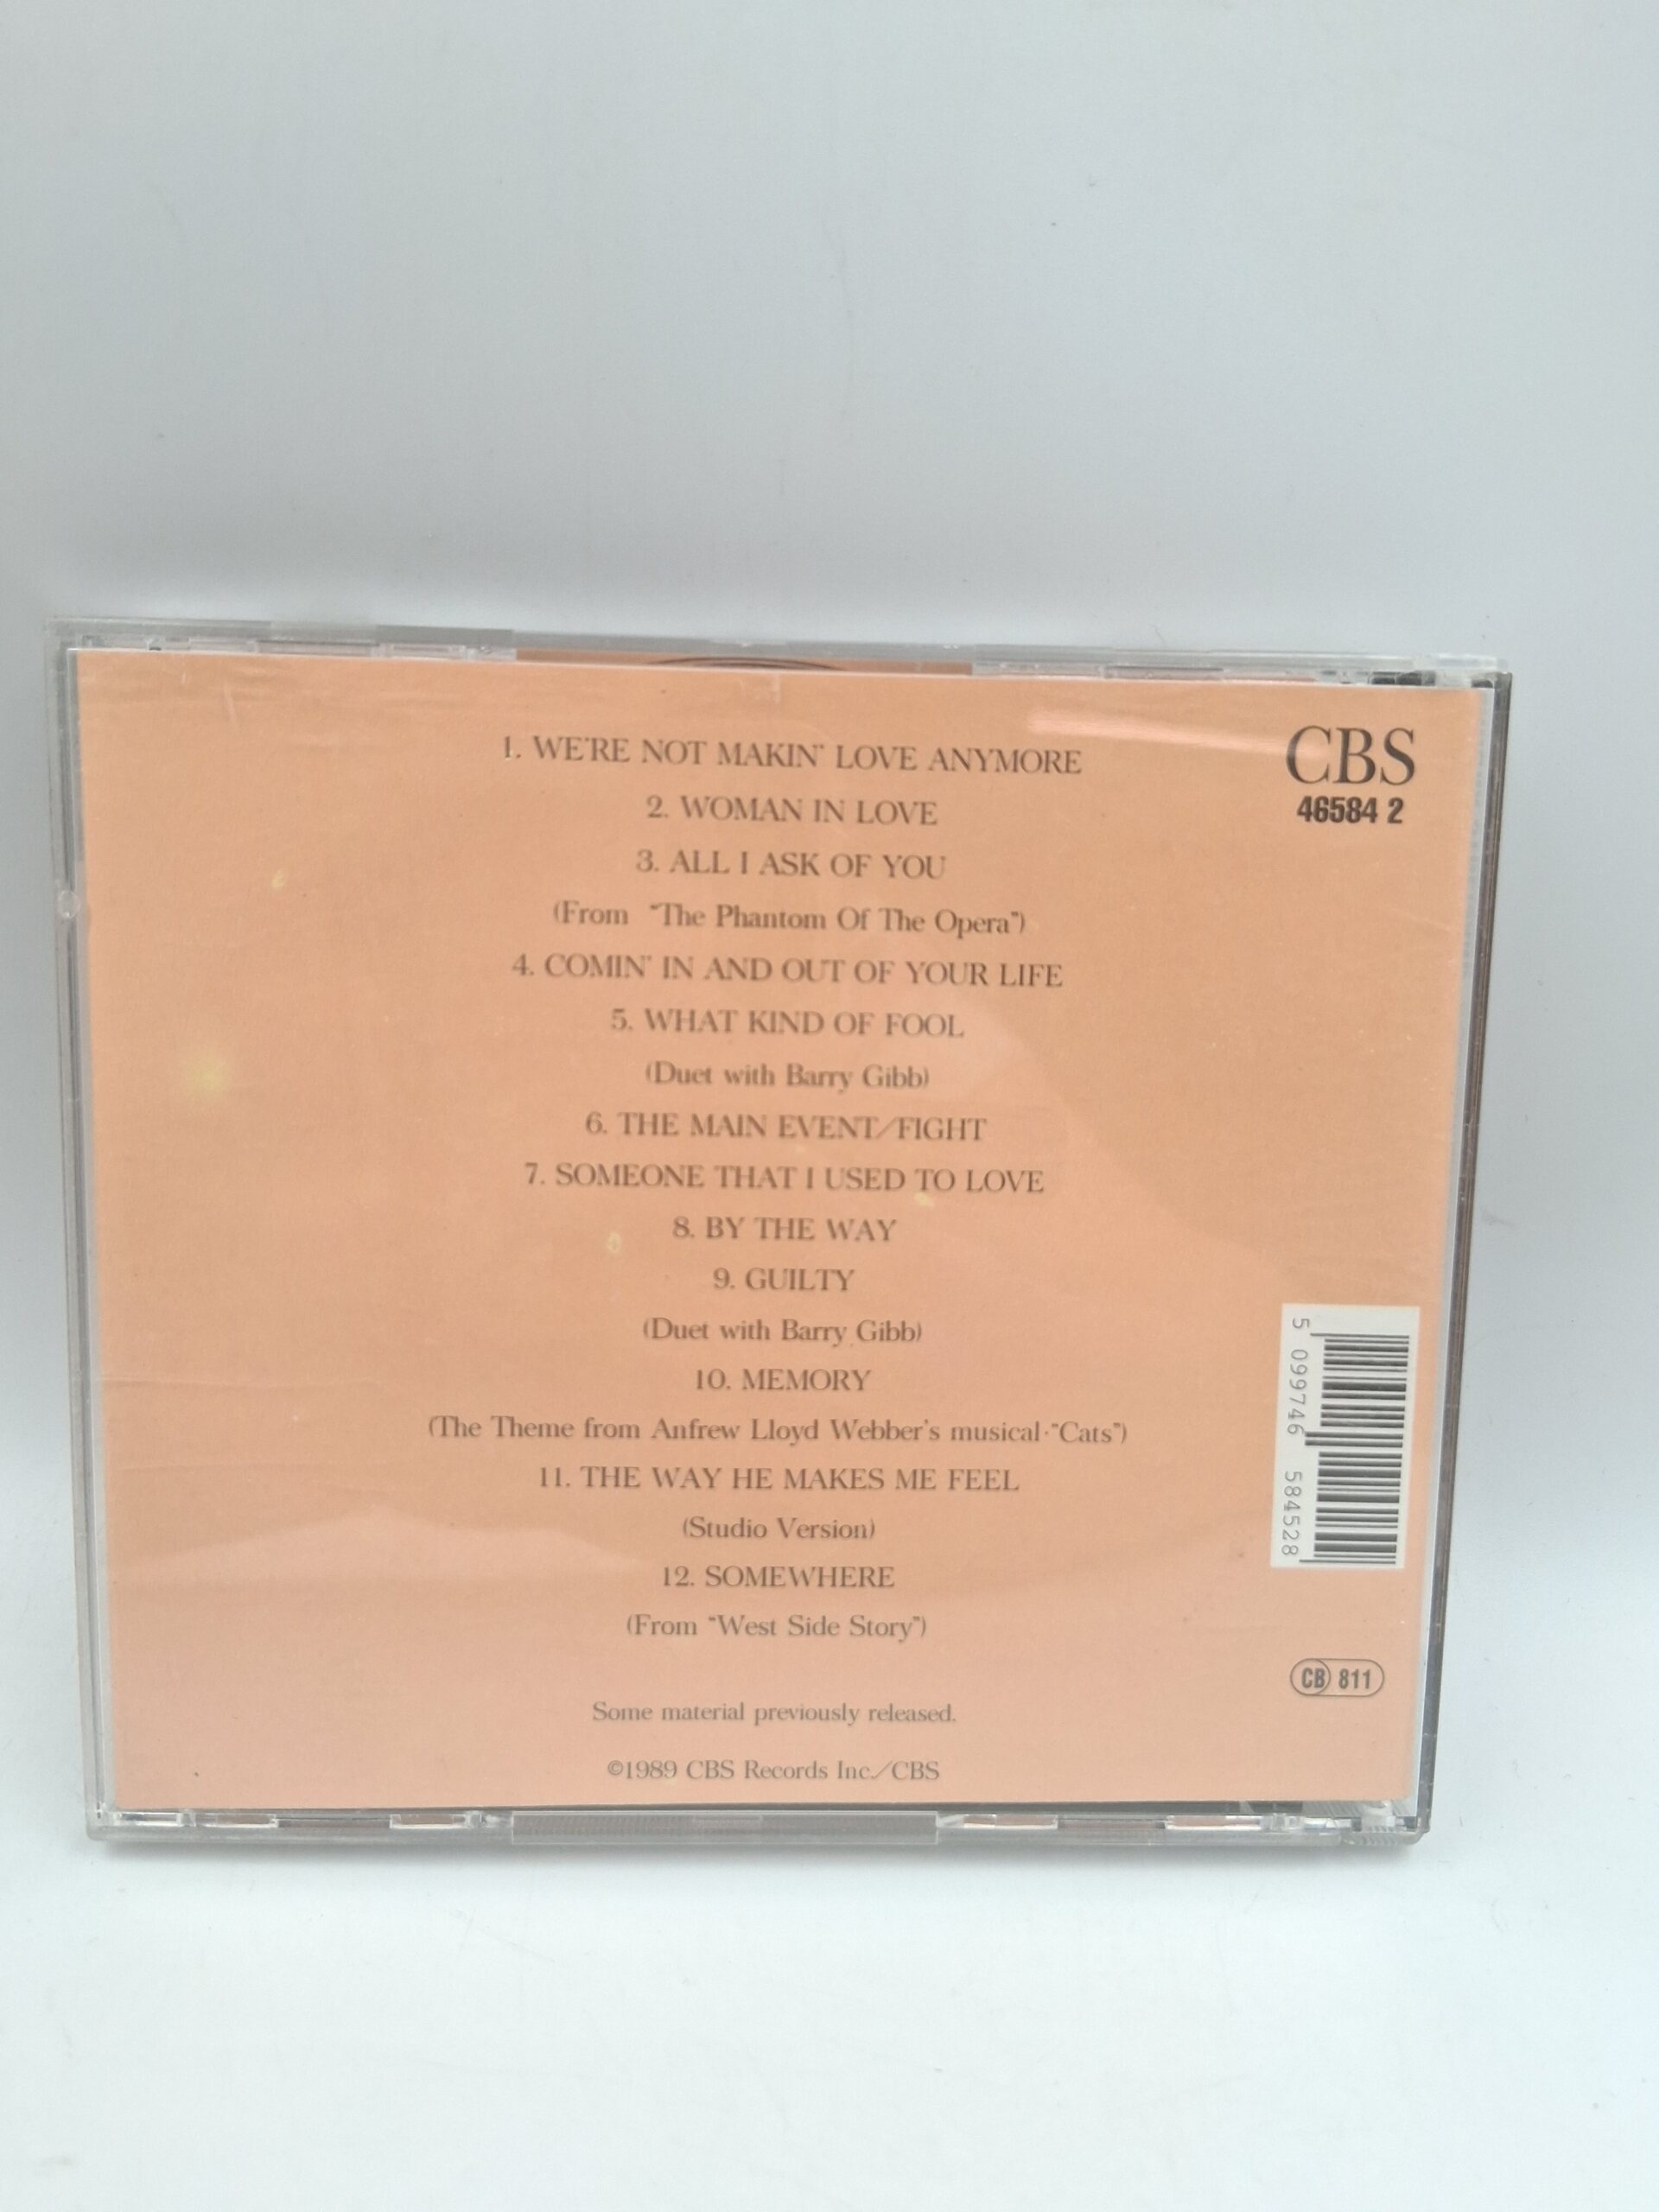 1. WE'RE NOT MAKIN' LOVE ANYMORE
2. WOMAN IN LOVE
3. ALL I ASK OF YOU
(From "The Phantom Of The Opera")
4. COMIN' IN AND OUT OF YOUR LIFE
5. WHAT KIND OF FOOL
(Duet with Barry Gibb)
6. THE MAIN EVENT/FIGHT
7. SOMEONE THAT I USED TO LOVE
8. BY THE WAY
9. GUILTY
(Duet with Barry Gibb)
10. MEMORY
(The Theme from Anfrew Lloyd Webber's musical·"Cats")
11. THE WAY HE MAKES ME FEEL
(Studio Version)
12. SOMEWHERE
(From "West Side Story")
Some material previously released.
©1989 CBS Records Inc./CBS
CBS
46584 2
5 099746 584528
CB 811